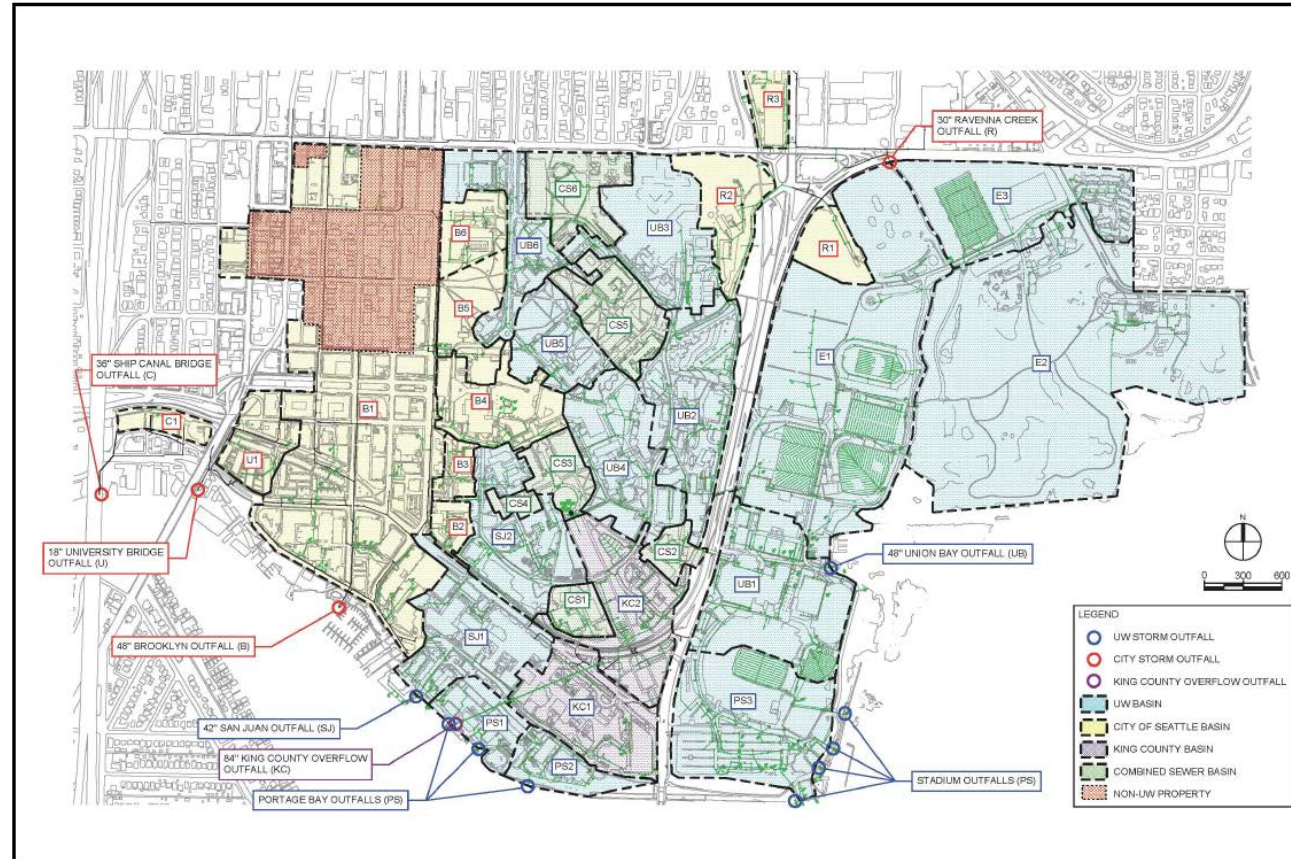 R3
30" RAVENNA CREEK
OUTFALL (R)
CS6
R2
E3
UB3
B6
UB6
R1
B5
CS5
UB5
E1
E2
36" SHIP CANAL BRIDGE
OUTFALL (C)
B4
B1
UB2
C1
U1
B3
CS3
UB4
CS4
B2
SJ2
CS2
N
18" UNIVERSITY BRIDGE
OUTFALL (U)
48" UNION BAY OUTFALL (UB)
UB1
0 300 600
CS1
KC2
48" BROOKLYN OUTFALL (B)
SJ1
LEGEND
UW STORM OUTFALL
CITY STORM OUTFALL
KING COUNTY OVERFLOW OUTFALL
UW BASIN
CITY OF SEATTLE BASIN
KING COUNTY BASIN
COMBINED SEWER BASIN
NON-UW PROPERTY
PS3
KC1
42" SAN JUAN OUTFALL (SJ)
PS1
84" KING COUNTY OVERFLOW
OUTFALL (KC)
PS2
STADIUM OUTFALLS (PS)
PORTAGE BAY OUTFALLS (PS)